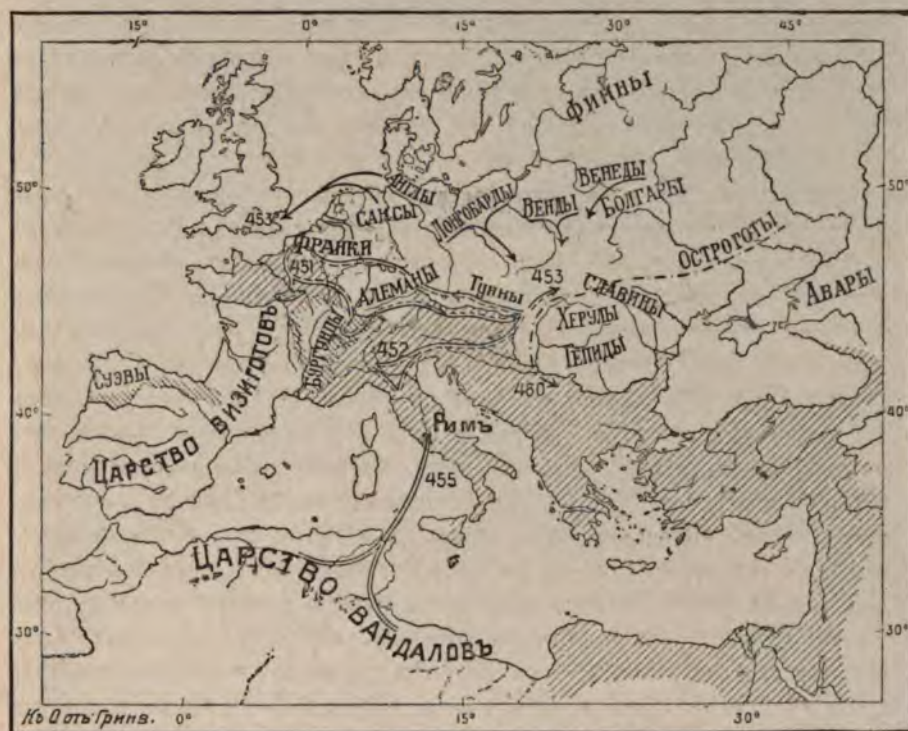 15° 0° 15° 30° 45°
ФИННЫ
50°
АНГЛЫ
ВЕНЕДЫ
50°
САКСЫ
ЛОНГОБАРДЫ
ВЕНДЫ
БОЛГАРЫ
453
ФРАНКИ
ОСТРОГОТЫ
451
АЛЕМАНЫ
ГУННЫ
453
СЛАВИНЫ
АВАРЫ
ХЕРУЛЫ
БУРГУНДЫ
452
ГЕПИДЫ
СУЭВЫ
460
40°
40°
ЦАРСТВО ВИЗИГОТОВЪ
РИМЪ
455
ЦАРСТВО ВАНДАЛОВЪ
30°
30°
Къ О отъ Гринв.
0° 15° 30°